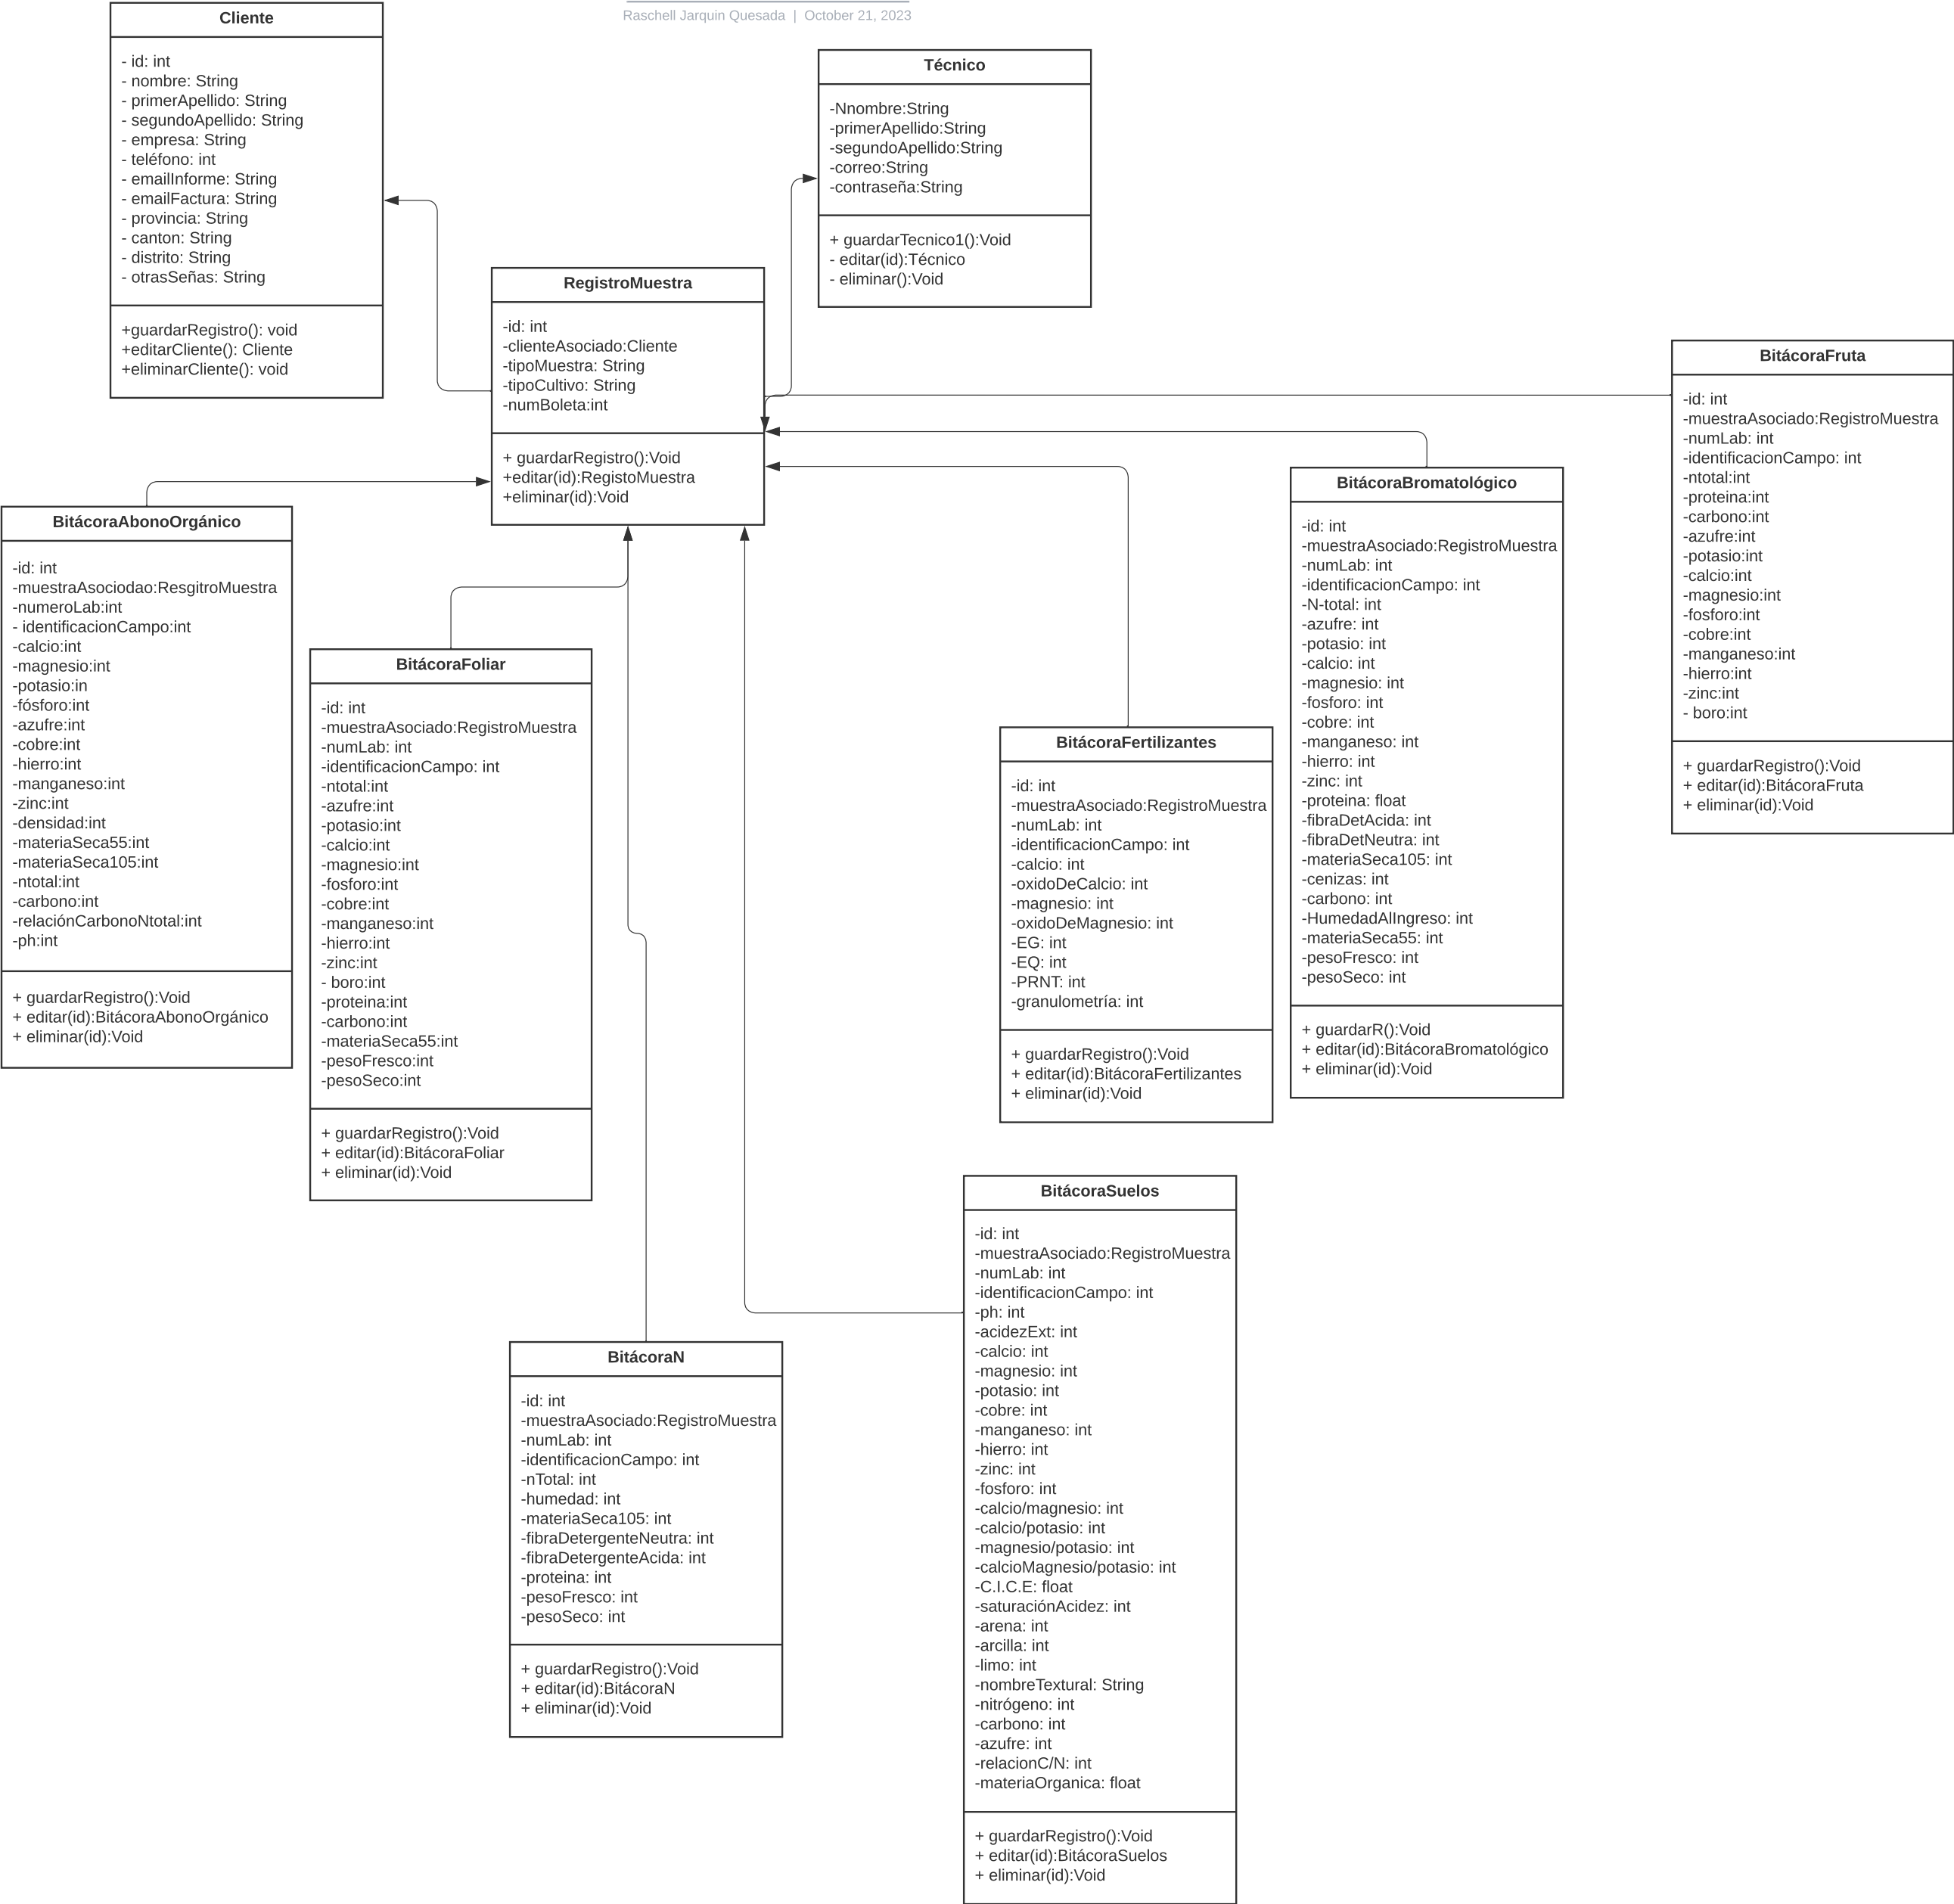 Raschell Jarquin Quesada | October 21, 2023
Cliente
- id: int
- nombre: String
- primerApellido: String
- segundoApellido: String
- empresa: String
- teléfono: int
- emailInforme: String
- emailFactura: String
- provincia: String
- canton: String
- distrito: String
- otrasSeñas: String
+guardarRegistro(): void
+editarCliente(): Cliente
+eliminarCliente(): void
Técnico
-Nnombre:String
-primerApellido:String
-segundoApellido:String
-correo:String
-contraseña:String
+ guardarTecnico1():Void
- editar(id):Técnico
- eliminar():Void
RegistroMuestra
-id: int
-clienteAsociado:Cliente
-tipoMuestra: String
-tipoCultivo: String
-numBoleta:int
+ guardarRegistro():Void
+editar(id):RegistoMuestra
+eliminar(id):Void
BitácoraFruta
-id: int
-muestraAsociado:RegistroMuestra
-numLab: int
-identificacionCampo: int
-ntotal:int
-proteina:int
-carbono:int
-azufre:int
-potasio:int
-calcio:int
-magnesio:int
-fosforo:int
-cobre:int
-manganeso:int
-hierro:int
-zinc:int
- boro:int
+ guardarRegistro():Void
+ editar(id):BitácoraFruta
+ eliminar(id):Void
BitácoraBromatológico
-id: int
-muestraAsociado:RegistroMuestra
-numLab: int
-identificacionCampo: int
-N-total: int
-azufre: int
-potasio: int
-calcio: int
-magnesio: int
-fosforo: int
-cobre: int
-manganeso: int
-hierro: int
-zinc: int
-proteina: float
-fibraDetAcida: int
-fibraDetNeutra: int
-materiaSeca105: int
-cenizas: int
-carbono: int
-HumedadAlIngreso: int
-materiaSeca55: int
-pesoFresco: int
-pesoSeco: int
+ guardarR():Void
+ editar(id):BitácoraBromatológico
+ eliminar(id):Void
BitácoraAbonoOrgánico
-id: int
-muestraAsociodao:ResgitroMuestra
-numeroLab:int
- identificacionCampo:int
-calcio:int
-magnesio:int
-potasio:in
-fósforo:int
-azufre:int
-cobre:int
-hierro:int
-manganeso:int
-zinc:int
-densidad:int
-materiaSeca55:int
-materiaSeca105:int
-ntotal:int
-carbono:int
-relaciónCarbonoNtotal:int
-ph:int
+ guardarRegistro():Void
+ editar(id):BitácoraAbonoOrgánico
+ eliminar(id):Void
BitácoraFoliar
-id: int
-muestraAsociado:RegistroMuestra
-numLab: int
-identificacionCampo: int
-ntotal:int
-azufre:int
-potasio:int
-calcio:int
-magnesio:int
-fosforo:int
-cobre:int
-manganeso:int
-hierro:int
-zinc:int
- boro:int
-proteina:int
-carbono:int
-materiaSeca55:int
-pesoFresco:int
-pesoSeco:int
+ guardarRegistro():Void
+ editar(id):BitácoraFoliar
+ eliminar(id):Void
BitácoraFertilizantes
-id: int
-muestraAsociado:RegistroMuestra
-numLab: int
-identificacionCampo: int
-calcio: int
-oxidoDeCalcio: int
-magnesio: int
-oxidoDeMagnesio: int
-EG: int
-EQ: int
-PRNT: int
-granulometría: int
+ guardarRegistro():Void
+ editar(id):BitácoraFertilizantes
+ eliminar(id):Void
BitácoraSuelos
-id: int
-muestraAsociado:RegistroMuestra
-numLab: int
-identificacionCampo: int
-ph: int
-acidezExt: int
-calcio: int
-magnesio: int
-potasio: int
-cobre: int
-manganeso: int
-hierro: int
-zinc: int
-fosforo: int
-calcio/magnesio: int
-calcio/potasio: int
-magnesio/potasio: int
-calcioMagnesio/potasio: int
-C.I.C.E: float
-saturaciónAcidez: int
-arena: int
-arcilla: int
-limo: int
-nombreTextural: String
-nitrógeno: int
-carbono: int
-azufre: int
-relacionC/N: int
-materiaOrganica: float
+ guardarRegistro():Void
+ editar(id):BitácoraSuelos
+ eliminar(id):Void
BitácoraN
-id: int
-muestraAsociado:RegistroMuestra
-numLab: int
-identificacionCampo: int
-nTotal: int
-humedad: int
-materiaSeca105: int
-fibraDetergenteNeutra: int
-fibraDetergenteAcida: int
-proteina: int
-pesoFresco: int
-pesoSeco: int
+ guardarRegistro():Void
+ editar(id):BitácoraN
+ eliminar(id):Void